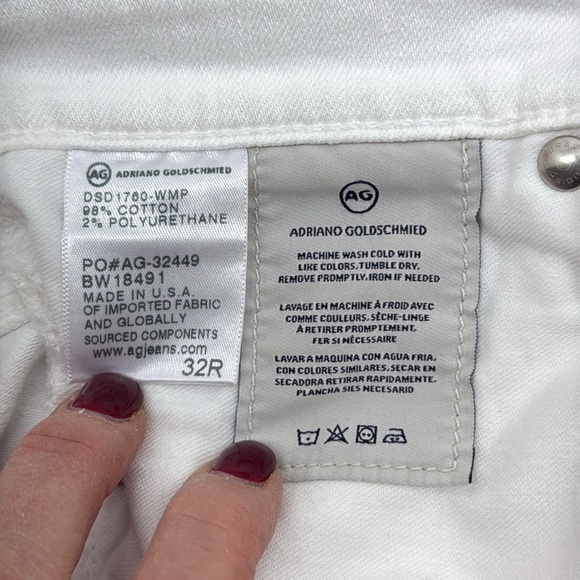 AG ADRIANO GOLDSCHMIED
DSD1760-WMP
98% COTTON
2% POLYURETHANE
PO#AG-32449
BW18491
MADE IN U.S.A.
OF IMPORTED FABRIC
AND GLOBALLY
SOURCED COMPONENTS
www.agjeans.com
32R
AG
ADRIANO GOLDSCHMIED
MACHINE WASH COLD WITH
LIKE COLORS. TUMBLE DRY.
REMOVE PROMPTLY. IRON IF NEEDED
LAVAGE EN MACHINE À FROID AVEC
COMME COULEURS. SÈCHE-LINGE
À RETIRER PROMPTEMENT.
FER SI NÉCESSAIRE
LAVAR A MAQUINA CON AGUA FRIA,
CON COLORES SIMILARES. SECAR EN
SECADORA RETIRAR RAPIDAMENTE.
PLANCHA SIES NECESARID